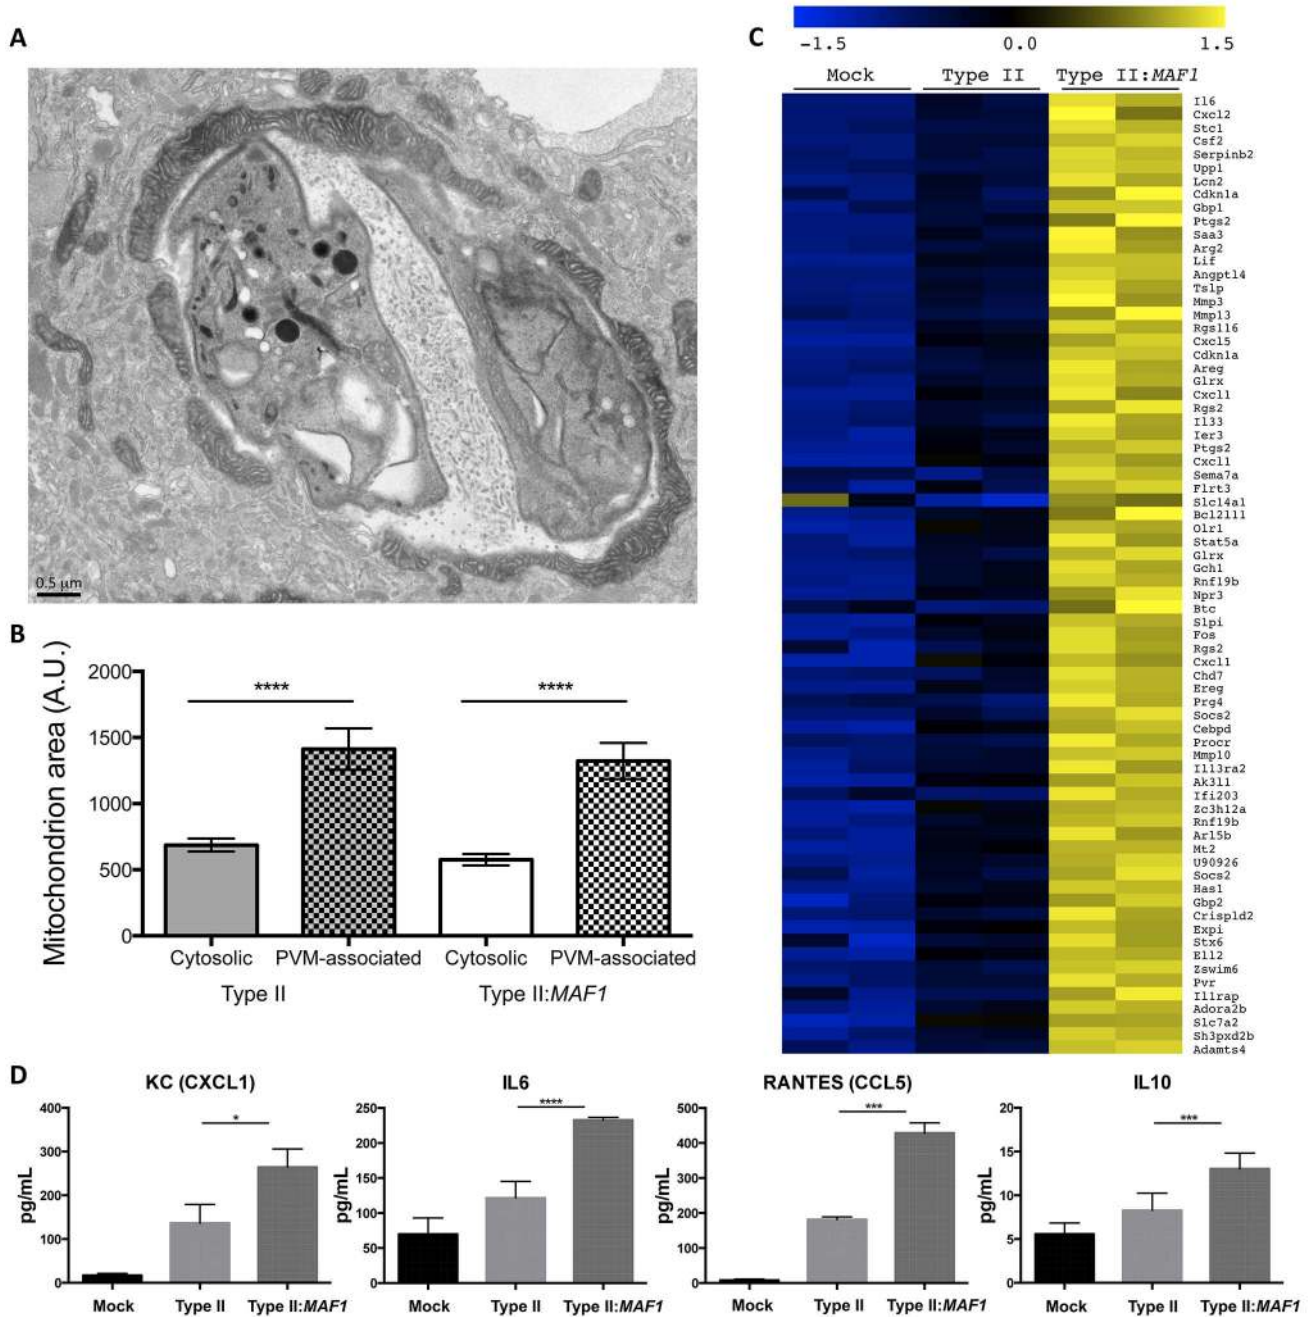 A
0.5 µm
B
Mitochondrion area (A.U.)
2000
1500
1000
500
0
****
****
Cytosolic
PVM-associated
Cytosolic
PVM-associated
Type II
Type II:MAF1
C
-1.5
0.0
1.5
Mock
Type II
Type II:MAF1
Il6
Cxcl2
Stc1
Csf2
Serpinb2
Upp1
Lcn2
Cdkn1a
Gbp1
Ptgs2
Saa3
Arg2
Lif
Angptl4
Tslp
Mmp3
Mmp13
Rgs116
Cxcl5
Cdkn1a
Areg
Glrx
Cxcl1
Rgs2
Il33
Ier3
Ptgs2
Cxcl1
Sema7a
Flrt3
Slc14a1
Bcl2l11
Olr1
Stat5a
Glrx
Gch1
Rnf19b
Npr3
Btc
Slpi
Fos
Rgs2
Cxcl1
Chd7
Ereg
Prg4
Socs2
Cebpd
Procr
Mmp10
Il13ra2
Ak3l1
Ifi203
Zc3h12a
Rnf19b
Arl5b
Mt2
U90926
Socs2
Has1
Gbp2
Crispld2
Expi
Stx6
Ell2
Zswim6
Pvr
Il1rap
Adora2b
Slc7a2
Sh3pxd2b
Adamts4
D
KC (CXCL1)
pg/mL
400
300
200
100
0
*
Mock
Type II
Type II:MAF1
IL6
pg/mL
250
200
150
100
50
0
****
Mock
Type II
Type II:MAF1
RANTES (CCL5)
pg/mL
500
400
300
200
100
0
***
Mock
Type II
Type II:MAF1
IL10
pg/mL
20
15
10
5
0
***
Mock
Type II
Type II:MAF1